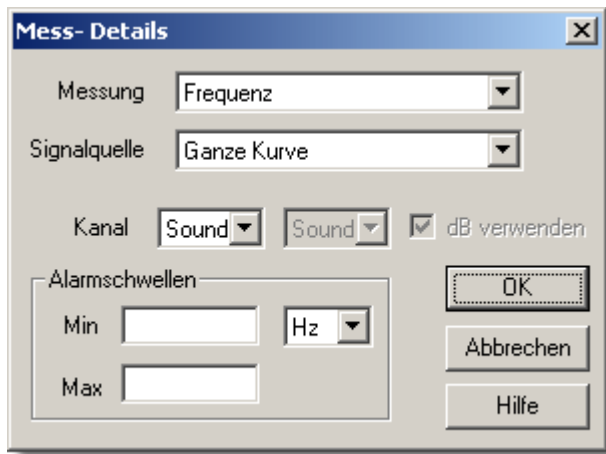 Mess- Details
Messung Frequenz
Signalquelle Ganze Kurve
Kanal Sound Sound dB verwenden
Alarmschwellen
OK
Min Hz
Abbrechen
Max
Hilfe